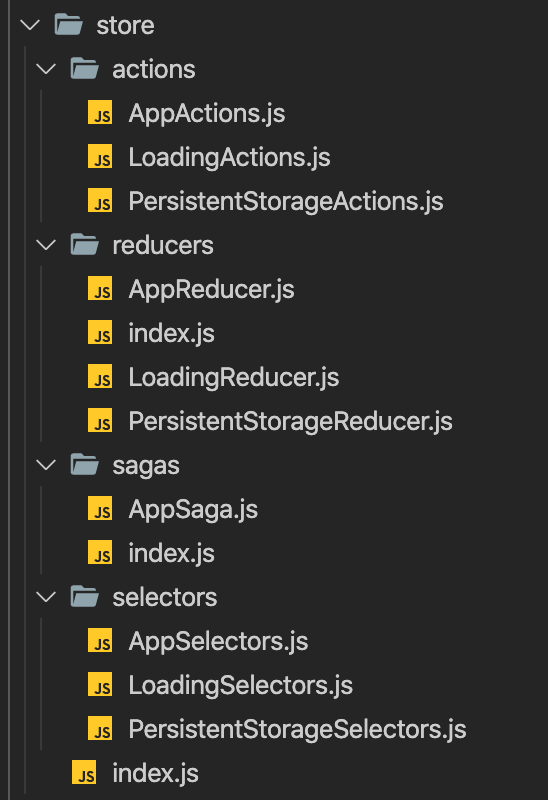 store
actions
JS AppActions.js
JS LoadingActions.js
JS PersistentStorageActions.js
reducers
JS AppReducer.js
JS index.js
JS LoadingReducer.js
JS PersistentStorageReducer.js
sagas
JS AppSaga.js
JS index.js
selectors
JS AppSelectors.js
JS LoadingSelectors.js
JS PersistentStorageSelectors.js
JS index.js